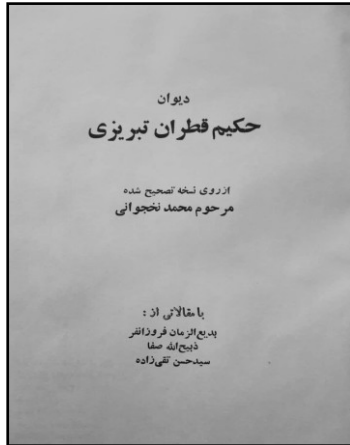 دیوان
حکیم قطران تبریزی
از روی نسخه تصحیح شده
مرحوم محمد نخجوانی
با مقالاتی از :
بدیع‌الزمان فروزانفر
ذبیح‌الله صفا
سیدحسن تقی‌زاده